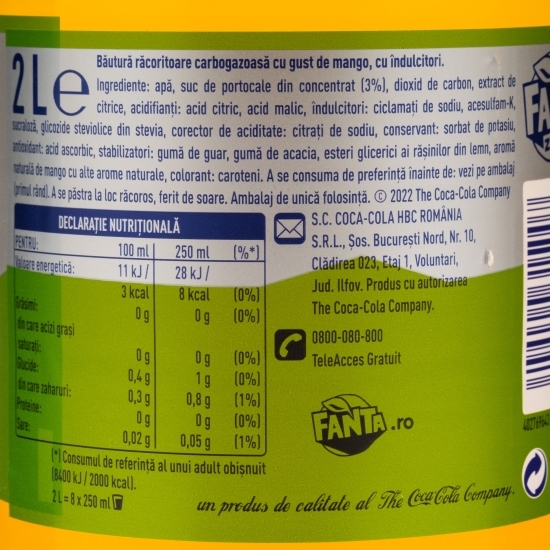 2L℮
Băutură răcoritoare carbogazoasă cu gust de mango, cu îndulcitori.
Ingrediente: apă, suc de portocale din concentrat (3%), dioxid de carbon, extract de
citrice, acidifianți: acid citric, acid malic, îndulcitori: ciclamați de sodiu, acesulfam-K,
sucraloză, glicozide steviolice din stevia, corector de aciditate: citrați de sodiu, conservant: sorbat de potasiu,
antioxidant: acid ascorbic, stabilizatori: gumă de guar, gumă de acacia, esteri glicerici ai rășinilor din lemn, aromă
naturală de mango cu alte arome naturale, colorant: caroteni. A se consuma de preferință înainte de: vezi pe ambalaj
(primul rând). A se păstra la loc răcoros, ferit de soare. Ambalaj de unică folosință. © 2022 The Coca-Cola Company
DECLARAȚIE NUTRIȚIONALĂ
PENTRU: 100 ml 250 ml (%*)
Valoare energetică: 11 kJ / 28 kJ /
3 kcal 8 kcal (0%)
Grăsimi: 0 g 0 g (0%)
din care acizi grași
saturați: 0 g 0 g (0%)
Glucide: 0,4 g 1 g (0%)
din care zaharuri: 0,3 g 0,8 g (1%)
Proteine: 0 g 0 g (0%)
Sare: 0,02 g 0,05 g (1%)
(*) Consumul de referință al unui adult obișnuit
(8400 kJ / 2000 kcal).
2 L = 8 x 250 ml
S.C. COCA-COLA HBC ROMÂNIA
S.R.L., Șos. București Nord, Nr. 10,
Clădirea O23, Etaj 1, Voluntari,
Jud. Ilfov. Produs cu autorizarea
The Coca-Cola Company.
0800-080-800
TeleAcces Gratuit
FANTA.ro
un produs de calitate al The Coca-Cola Company.